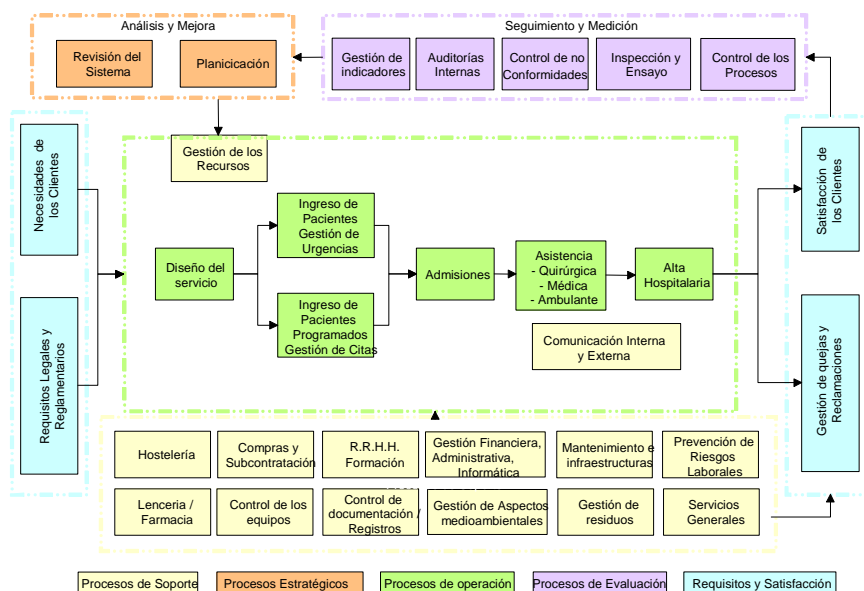 Análisis y Mejora
Revisión del
Sistema
Planicicación
Seguimiento y Medición
Gestión de
indicadores
Auditorías
Internas
Control de no
Conformidades
Inspección y
Ensayo
Control de los
Procesos
Necesidades de
los Clientes
Requisitos Legales y
Reglamentarios
Gestión de los
Recursos
Diseño del
servicio
Ingreso de
Pacientes
Gestión de
Urgencias
Ingreso de
Pacientes
Programados
Gestión de Citas
Admisiones
Asistencia
- Quirúrgica
- Médica
- Ambulante
Alta
Hospitalaria
Comunicación Interna
y Externa
Satisfacción de
los Clientes
Gestión de quejas y
Reclamaciones
Hostelería
Compras y
Subcontratación
R.R.H.H.
Formación
Gestión Financiera,
Administrativa,
Informática
Mantenimiento e
infraestructuras
Prevención de
Riesgos
Laborales
Lenceria /
Farmacia
Control de los
equipos
Control de
documentación /
Registros
Gestión de Aspectos
medioambientales
Gestión de
residuos
Servicios
Generales
Procesos de Soporte
Procesos Estratégicos
Procesos de operación
Procesos de Evaluación
Requisitos y Satisfacción